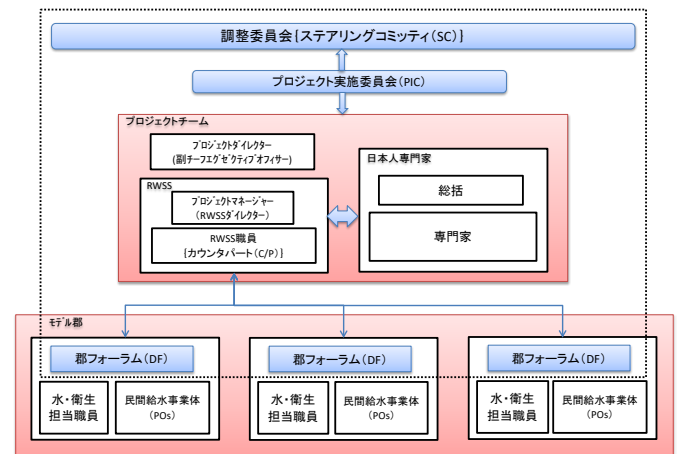 調整委員会{ステアリングコミッティ(SC)}
プロジェクト実施委員会(PIC)
プロジェクトチーム
プロジェクトダイレクター
(副チーフエグゼクティブオフィサー)
RWSS
プロジェクトマネージャー
(RWSSダイレクター)
RWSS職員
{カウンタパート(C/P)}
日本人専門家
総括
専門家
モデル郡
郡フォーラム(DF)
水・衛生
担当職員
民間給水事業体
(POs)
郡フォーラム(DF)
水・衛生
担当職員
民間給水事業体
(POs)
郡フォーラム(DF)
水・衛生
担当職員
民間給水事業体
(POs)